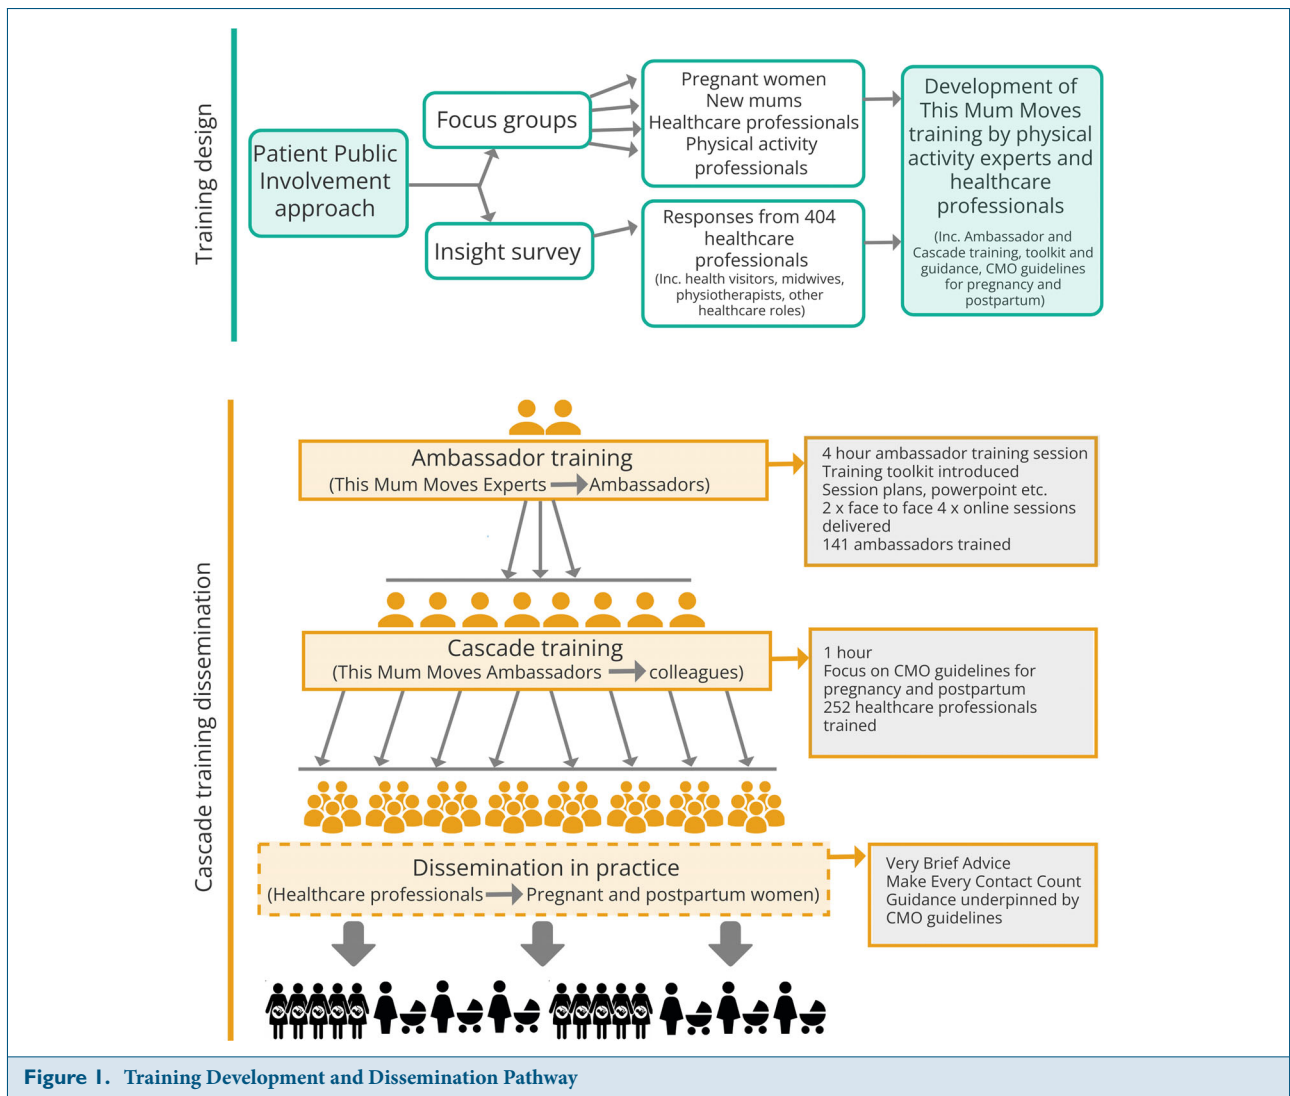 Training design
Patient Public
Involvement
approach
Focus groups
Insight survey
Pregnant women
New mums
Healthcare professionals
Physical activity
professionals
Responses from 404
healthcare
professionals
(Inc. health visitors, midwives,
physiotherapists, other
healthcare roles)
Development of
This Mum Moves
training by physical
activity experts and
healthcare
professionals
(Inc. Ambassador and
Cascade training, toolkit and
guidance, CMO guidelines
for pregnancy and
postpartum)
Cascade training dissemination
Ambassador training
(This Mum Moves Experts Ambassadors)
4 hour ambassador training session
Training toolkit introduced
Session plans, powerpoint etc.
2 x face to face 4 x online sessions
delivered
141 ambassadors trained
Cascade training
(This Mum Moves Ambassadors colleagues)
1 hour
Focus on CMO guidelines for
pregnancy and postpartum
252 healthcare professionals
trained
Dissemination in practice
(Healthcare professionals Pregnant and postpartum women)
Very Brief Advice
Make Every Contact Count
Guidance underpinned by
CMO guidelines
Figure 1. Training Development and Dissemination Pathway